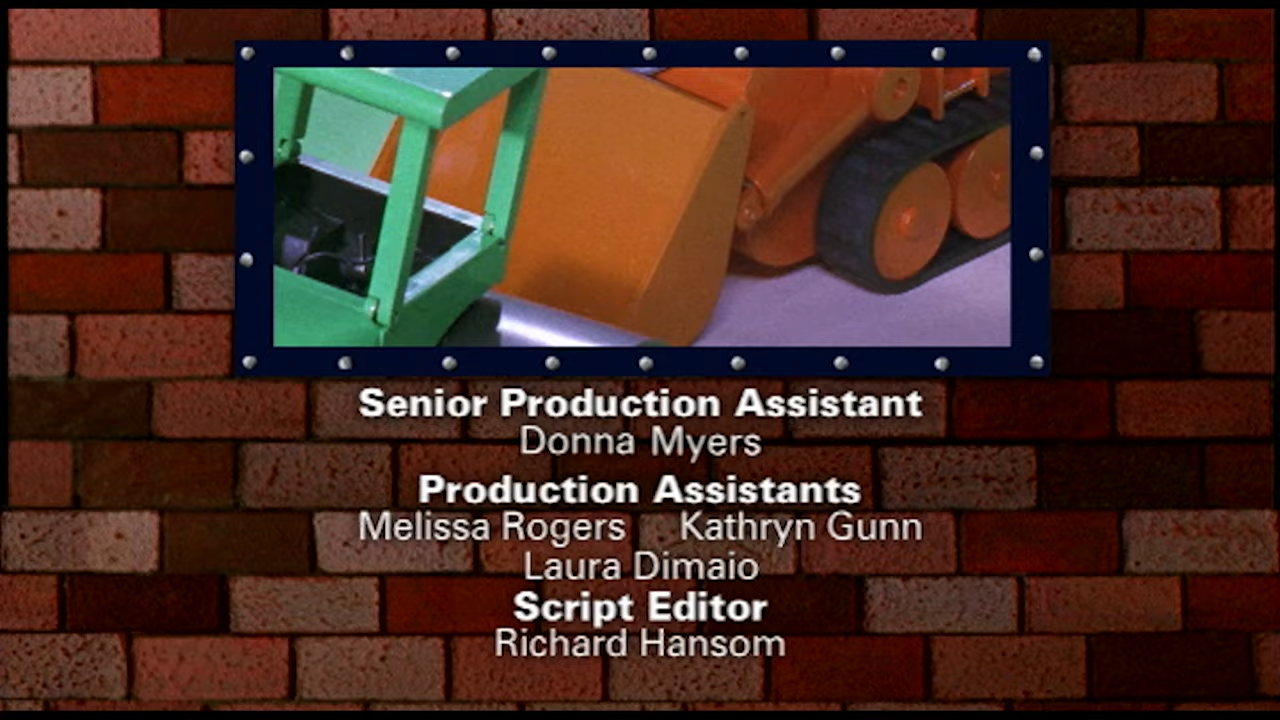 Senior Production Assistant
Donna Myers
Production Assistants
Melissa Rogers Kathryn Gunn
Laura Dimaio
Script Editor
Richard Hansom